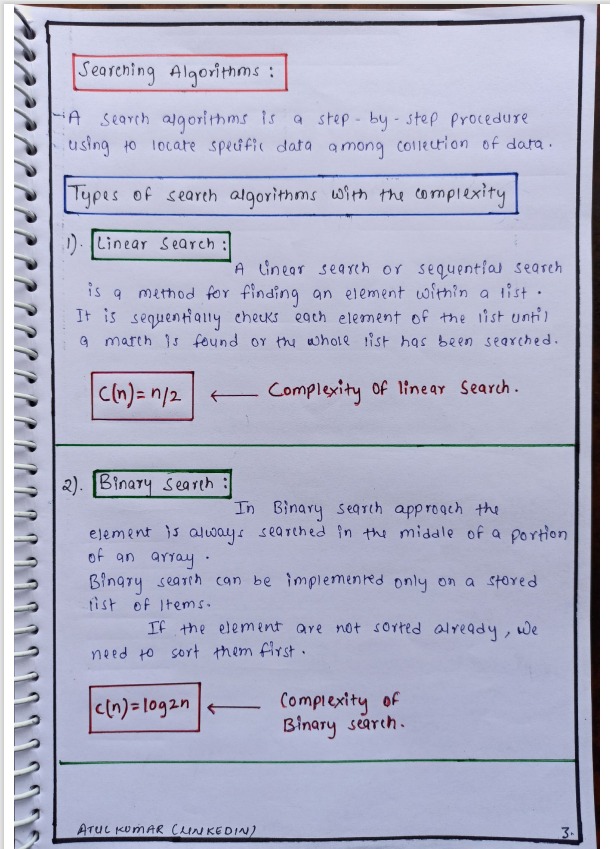 Searching Algorithms :
→ A search algorithms is a step-by-step procedure
using to locate specific data among collection of data.
Types of search algorithms with the complexity
1). Linear Search :
A linear search or sequential search
is a method for finding an element within a list.
It is sequentially checks each element of the list until
a match is found or the whole list has been searched.
C(n)= n/2 ← Complexity of linear search.
2). Binary Search :
In Binary search approach the
element is always searched in the middle of a portion
of an array.
Binary search can be implemented only on a stored
list of Items.
If the element are not sorted already, we
need to sort them first.
C(n)=log2n ← Complexity of
Binary search.
ATUL KUMAR (LINKEDIN) 3.